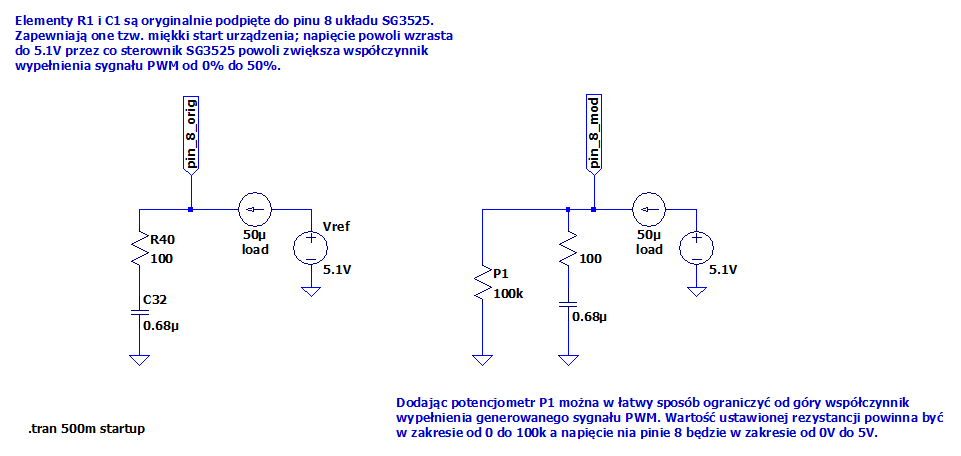 Elementy R1 i C1 są oryginalnie podpięte do pinu 8 układu SG3525.
Zapewniają one tzw. miękki start urządzenia; napięcie powoli wzrasta
do 5.1V przez co sterownik SG3525 powoli zwiększa współczynnik
wypełnienia sygnału PWM od 0% do 50%.
pin_8_orig
pin_8_mod
R40
100
50µ
load
Vref
5.1V
C32
0.68µ
P1
100k
100
0.68µ
50µ
load
5.1V
Dodając potencjometr P1 można w łatwy sposób ograniczyć od góry współczynnik
wypełnienia generowanego sygnału PWM. Wartość ustawionej rezystancji powinna być
w zakresie od 0 do 100k a napięcie nia pinie 8 będzie w zakresie od 0V do 5V.
.tran 500m startup